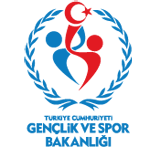 TÜRKİYE CUMHURİYETİ
GENÇLİK VE SPOR
BAKANLIĞI